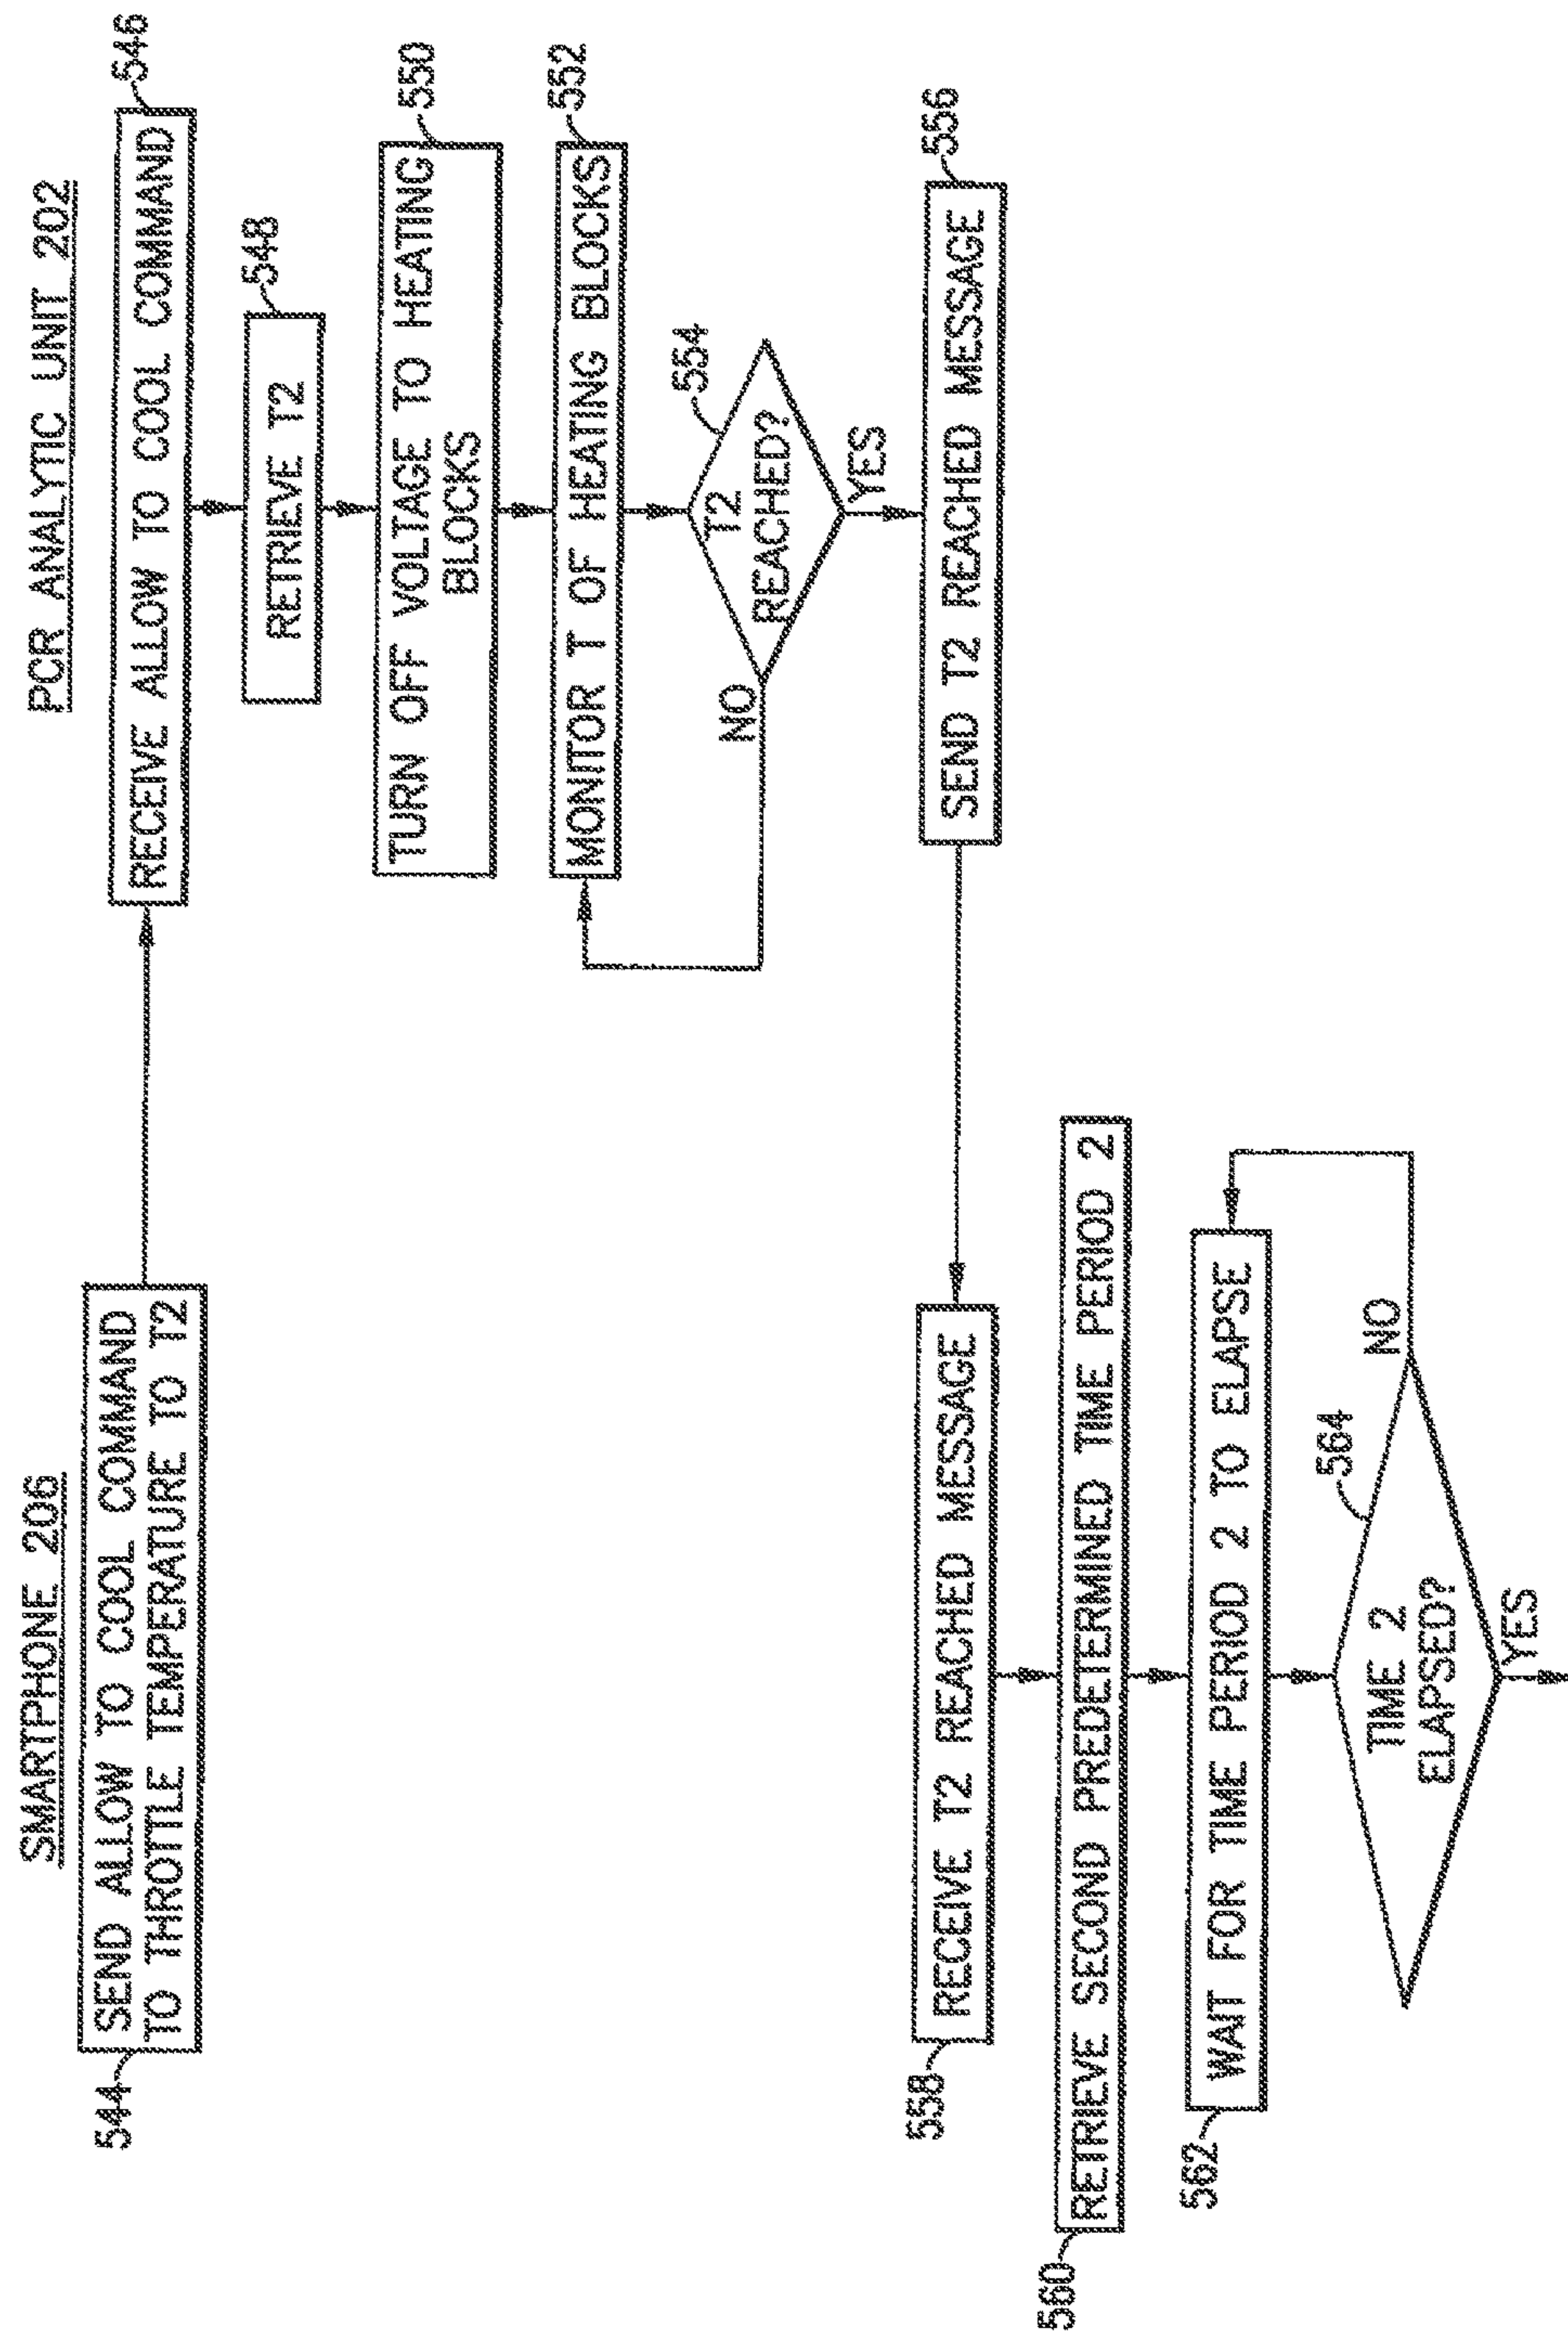 SMARTPHONE 206
PCR ANALYTIC UNIT 202
544
SEND ALLOW TO COOL COMMAND
TO THROTTLE TEMPERATURE TO T2
546
RECEIVE ALLOW TO COOL COMMAND
548
RETRIEVE T2
550
TURN OFF VOLTAGE TO HEATING
BLOCKS
552
MONITOR T OF HEATING BLOCKS
554
T2
REACHED?
NO
YES
556
SEND T2 REACHED MESSAGE
558
RECEIVE T2 REACHED MESSAGE
560
RETRIEVE SECOND PREDETERMINED TIME PERIOD 2
562
WAIT FOR TIME PERIOD 2 TO ELAPSE
564
TIME 2
ELAPSED?
NO
YES